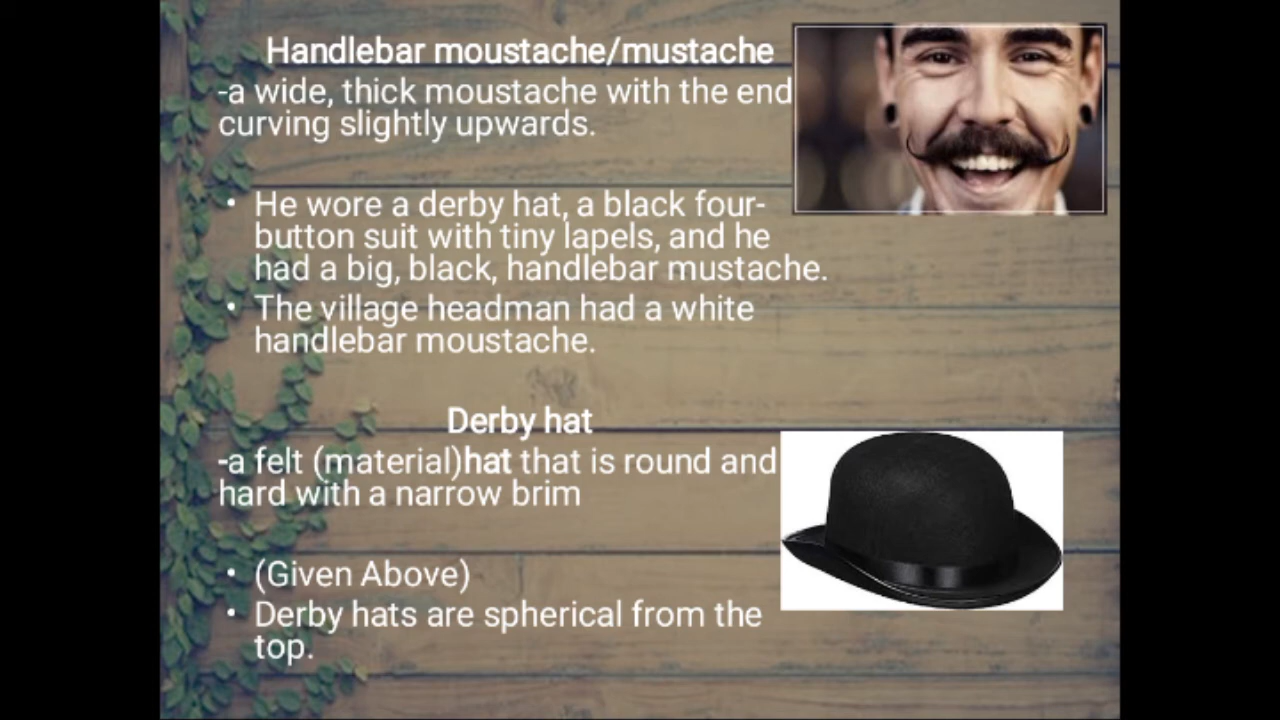 Handlebar moustache/mustache
-a wide, thick moustache with the end
curving slightly upwards.
• He wore a derby hat, a black four-
button suit with tiny lapels, and he
had a big, black, handlebar mustache.
• The village headman had a white
handlebar moustache.
Derby hat
-a felt (material)hat that is round and
hard with a narrow brim
• (Given Above)
• Derby hats are spherical from the
top.